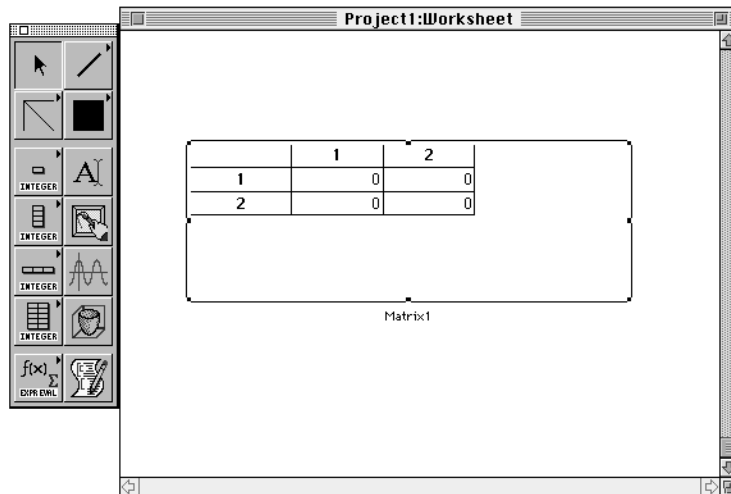 Project1:Worksheet
INTEGER
A
INTEGER
INTEGER
INTEGER
f(x) Σ
EXPR EVAL
1 2
1 0 0
2 0 0
Matrix1